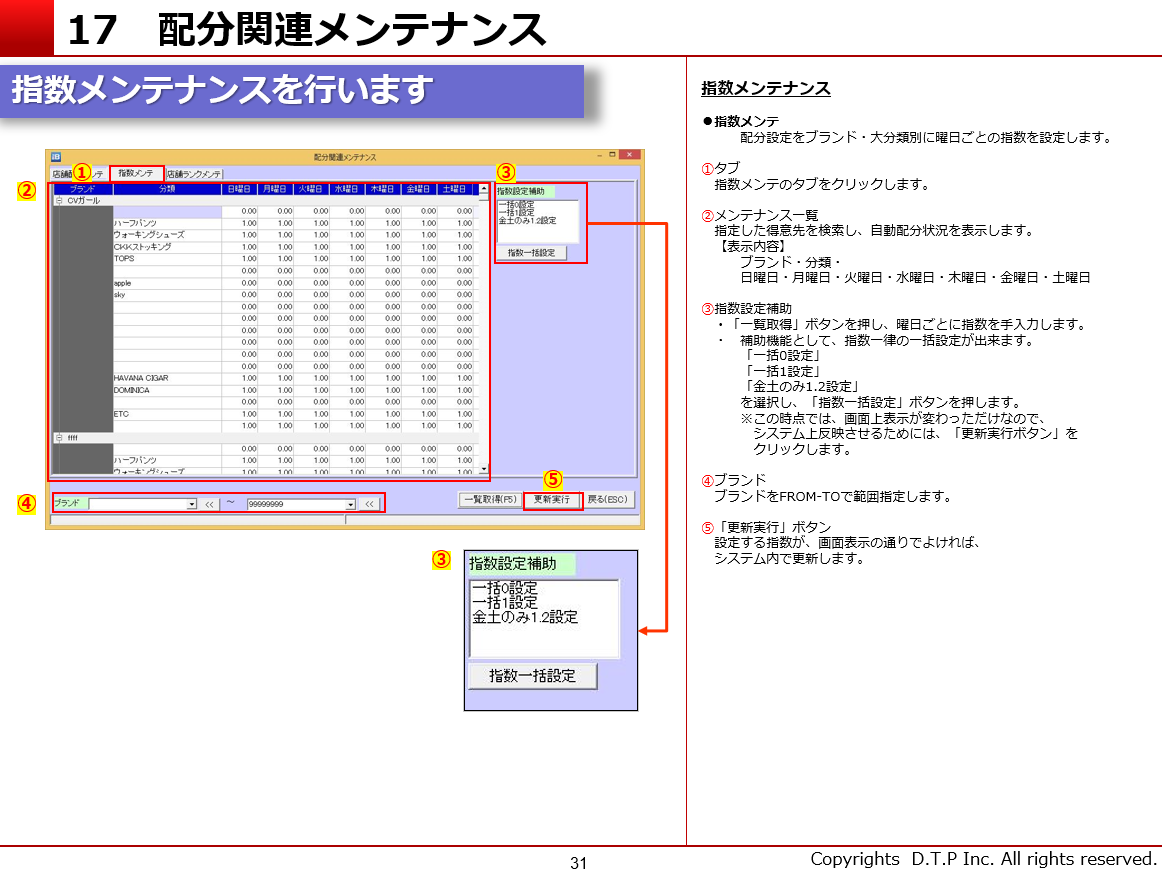 17 配分関連メンテナンス
指数メンテナンスを行います
配分関連メンテナンス
指数メンテ
店舗ランクメンテ
①
②
③
ブランド 分類 日曜日 月曜日 火曜日 水曜日 木曜日 金曜日 土曜日
CVガール
0.00 0.00 0.00 0.00 0.00 0.00 0.00
ハーフパンツ 1.00 1.00 1.00 1.00 1.00 1.00 1.00
ウォーキングシューズ 1.00 1.00 1.00 1.00 1.00 1.00 1.00
CKKストッキング 1.00 1.00 1.00 1.00 1.00 1.00 1.00
TOPS 1.00 1.00 1.00 1.00 1.00 1.00 1.00
0.00 0.00 0.00 0.00 0.00 0.00 0.00
apple 0.00 0.00 0.00 0.00 0.00 0.00 0.00
sky 0.00 0.00 0.00 0.00 0.00 0.00 0.00
0.00 0.00 0.00 0.00 0.00 0.00 0.00
0.00 0.00 0.00 0.00 0.00 0.00 0.00
0.00 0.00 0.00 0.00 0.00 0.00 0.00
0.00 0.00 0.00 0.00 0.00 0.00 0.00
0.00 0.00 0.00 0.00 0.00 0.00 0.00
0.00 0.00 0.00 0.00 0.00 0.00 0.00
HAVANA CIGAR 1.00 1.00 1.00 1.00 1.00 1.00 1.00
DOMINICA 1.00 1.00 1.00 1.00 1.00 1.00 1.00
0.00 0.00 0.00 0.00 0.00 0.00 0.00
ETC 1.00 1.00 1.00 1.00 1.00 1.00 1.00
1.00 1.00 1.00 1.00 1.00 1.00 1.00
ffff
0.00 0.00 0.00 0.00 0.00 0.00 0.00
ハーフパンツ 1.00 1.00 1.00 1.00 1.00 1.00 1.00
ウォーキングシューズ 1.00 1.00 1.00 1.00 1.00 1.00 1.00
指数設定補助
一括0設定
一括1設定
金土のみ1.2設定
指数一括設定
④
⑤
ブランド << ～ 99999999 <<
一覧取得(F5) 更新実行 戻る(ESC)
③
指数設定補助
一括0設定
一括1設定
金土のみ1.2設定
指数一括設定
指数メンテナンス
●指数メンテ
配分設定をブランド・大分類別に曜日ごとの指数を設定します。
①タブ
指数メンテのタブをクリックします。
②メンテナンス一覧
指定した得意先を検索し、自動配分状況を表示します。
【表示内容】
ブランド・分類・
日曜日・月曜日・火曜日・水曜日・木曜日・金曜日・土曜日
③指数設定補助
・「一覧取得」ボタンを押し、曜日ごとに指数を手入力します。
・ 補助機能として、指数一律の一括設定が出来ます。
「一括0設定」
「一括1設定」
「金土のみ1.2設定」
を選択し、「指数一括設定」ボタンを押します。
※この時点では、画面上表示が変わっただけなので、
システム上反映させるためには、「更新実行ボタン」を
クリックします。
④ブランド
ブランドをFROM-TOで範囲指定します。
⑤「更新実行」ボタン
設定する指数が、画面表示の通りでよければ、
システム内で更新します。
31
Copyrights D.T.P Inc. All rights reserved.